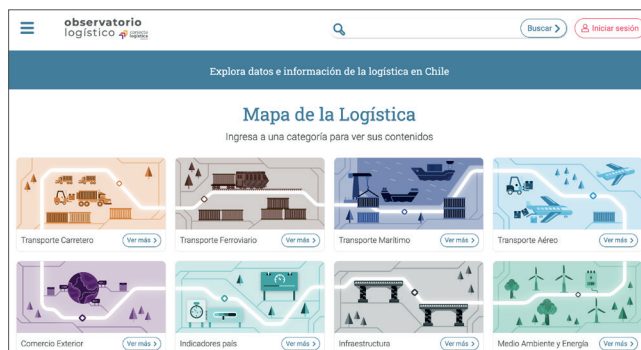 observatorio
logístico conecta logística
Buscar
Iniciar sesión
Explora datos e información de la logística en Chile
Mapa de la Logística
Ingresa a una categoría para ver sus contenidos
Transporte Carretero Ver más
Transporte Ferroviario Ver más
Transporte Marítimo Ver más
Transporte Aéreo Ver más
Comercio Exterior Ver más
Indicadores país Ver más
Infraestructura Ver más
Medio Ambiente y Energía Ver más